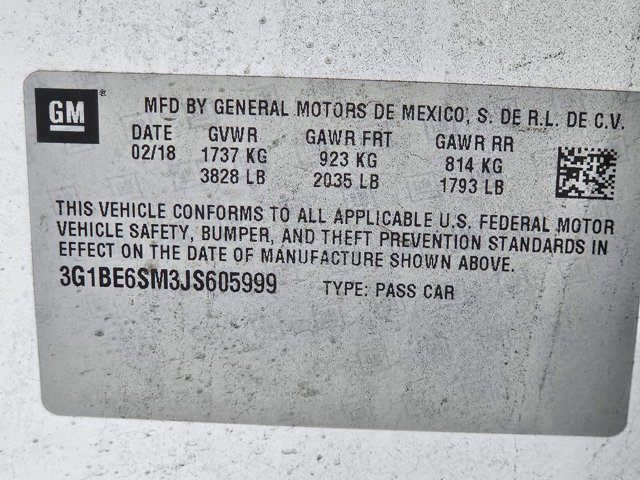 GM ®
MFD BY GENERAL MOTORS DE MEXICO, S. DE R.L. DE C.V.
DATE GVWR GAWR FRT GAWR RR
02/18 1737 KG 923 KG 814 KG
3828 LB 2035 LB 1793 LB
THIS VEHICLE CONFORMS TO ALL APPLICABLE U.S. FEDERAL MOTOR
VEHICLE SAFETY, BUMPER, AND THEFT PREVENTION STANDARDS IN
EFFECT ON THE DATE OF MANUFACTURE SHOWN ABOVE.
3G1BE6SM3JS605999 TYPE: PASS CAR